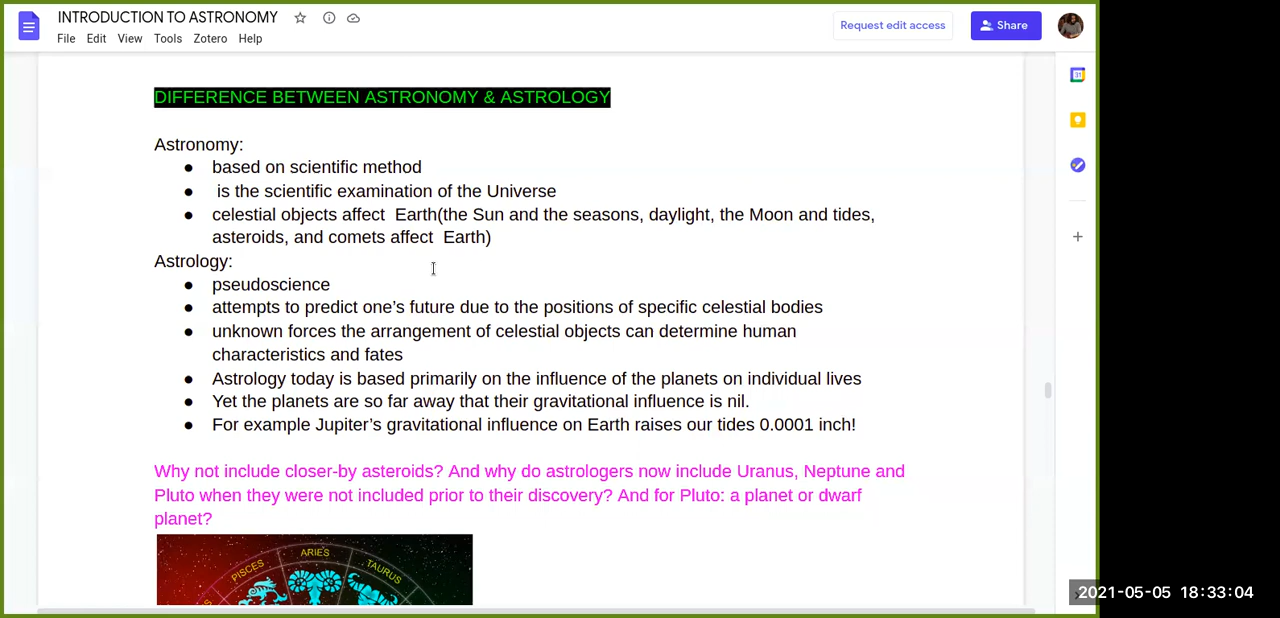 INTRODUCTION TO ASTRONOMY
File Edit View Tools Zotero Help
Request edit access
Share
31
DIFFERENCE BETWEEN ASTRONOMY & ASTROLOGY
Astronomy:
● based on scientific method
● is the scientific examination of the Universe
● celestial objects affect Earth(the Sun and the seasons, daylight, the Moon and tides,
asteroids, and comets affect Earth)
Astrology:
● pseudoscience
● attempts to predict one’s future due to the positions of specific celestial bodies
● unknown forces the arrangement of celestial objects can determine human
characteristics and fates
● Astrology today is based primarily on the influence of the planets on individual lives
● Yet the planets are so far away that their gravitational influence is nil.
● For example Jupiter’s gravitational influence on Earth raises our tides 0.0001 inch!
Why not include closer-by asteroids? And why do astrologers now include Uranus, Neptune and
Pluto when they were not included prior to their discovery? And for Pluto: a planet or dwarf
planet?
PISCES ARIES TAURUS
2021-05-05 18:33:04